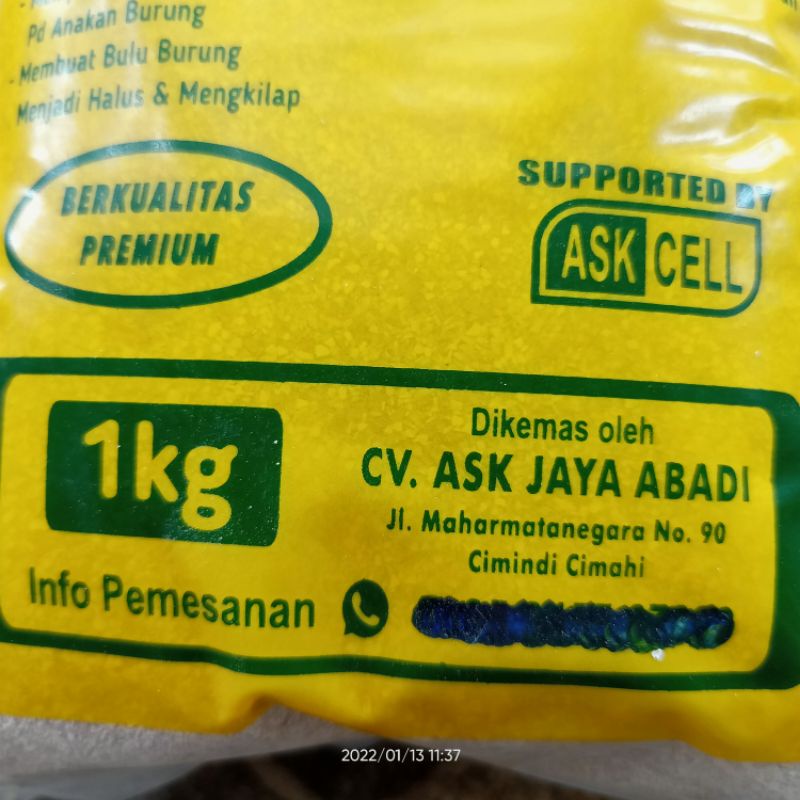 Pd Anakan Burung
- Membuat Bulu Burung
Menjadi Halus & Mengkilap
BERKUALITAS
PREMIUM
SUPPORTED BY
ASK CELL
1kg
Info Pemesanan
Dikemas oleh
CV. ASK JAYA ABADI
Jl. Maharmatanegara No. 90
Cimindi Cimahi
2022/01/13 11:37